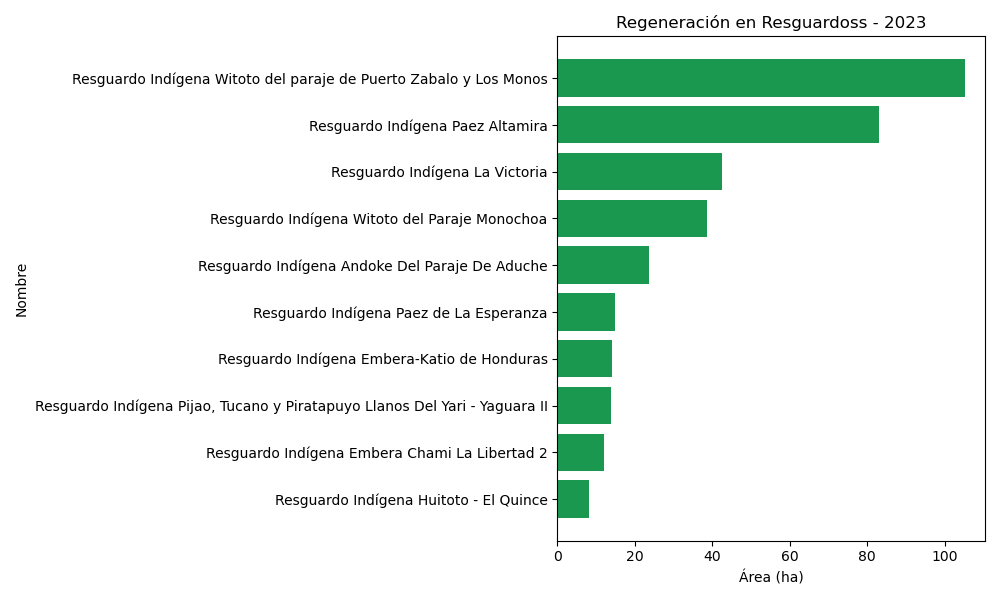 Regeneración en Resguardoss - 2023
Resguardo Indígena Witoto del paraje de Puerto Zabalo y Los Monos
Resguardo Indígena Paez Altamira
Resguardo Indígena La Victoria
Resguardo Indígena Witoto del Paraje Monochoa
Resguardo Indígena Andoke Del Paraje De Aduche
Resguardo Indígena Paez de La Esperanza
Resguardo Indígena Embera-Katio de Honduras
Resguardo Indígena Pijao, Tucano y Piratapuyo Llanos Del Yari - Yaguara II
Resguardo Indígena Embera Chami La Libertad 2
Resguardo Indígena Huitoto - El Quince
Nombre
0 20 40 60 80 100
Área (ha)